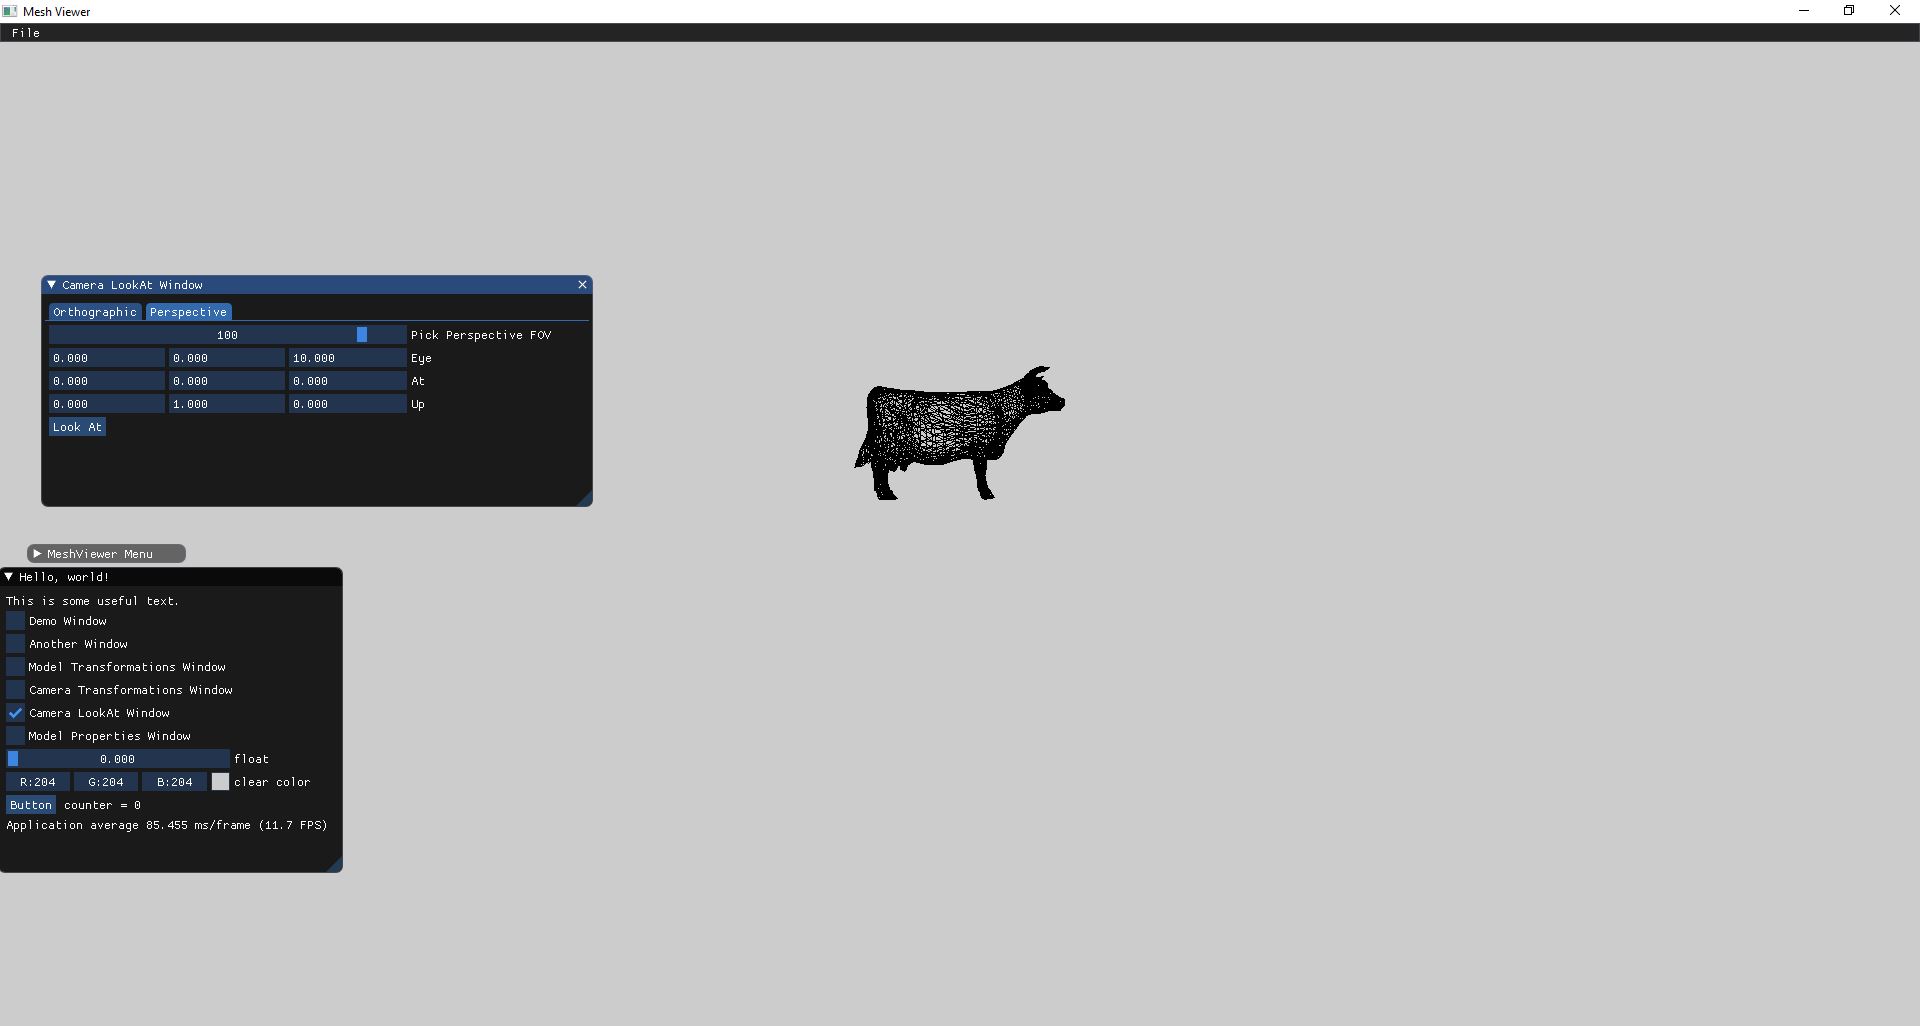 Mesh Viewer
File
Camera LookAt Window
Orthographic Perspective
100 Pick Perspective FOV
0.000 0.000 10.000 Eye
0.000 0.000 0.000 At
0.000 1.000 0.000 Up
Look At
MeshViewer Menu
Hello, world!
This is some useful text.
Demo Window
Another Window
Model Transformations Window
Camera Transformations Window
Camera LookAt Window
Model Properties Window
0.000 float
R:204 G:204 B:204 clear color
Button counter = 0
Application average 85.455 ms/frame (11.7 FPS)